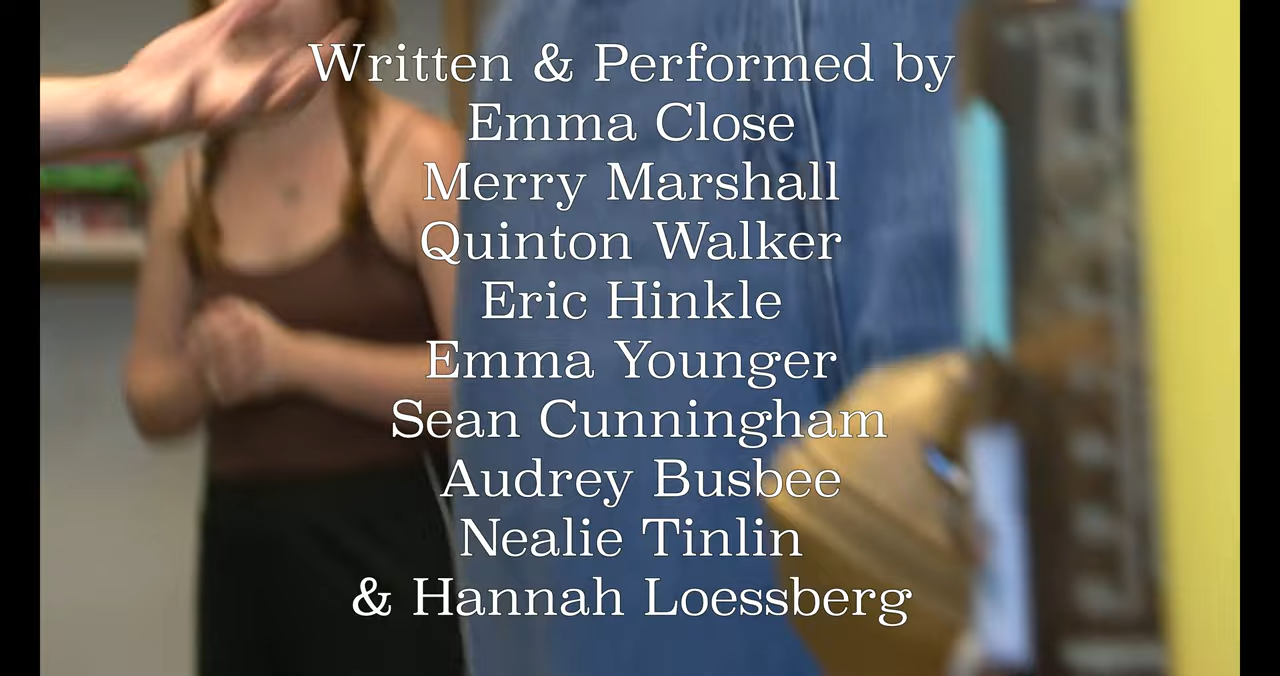 Written & Performed by
Emma Close
Merry Marshall
Quinton Walker
Eric Hinkle
Emma Younger
Sean Cunningham
Audrey Busbee
Nealie Tinlin
& Hannah Loessberg